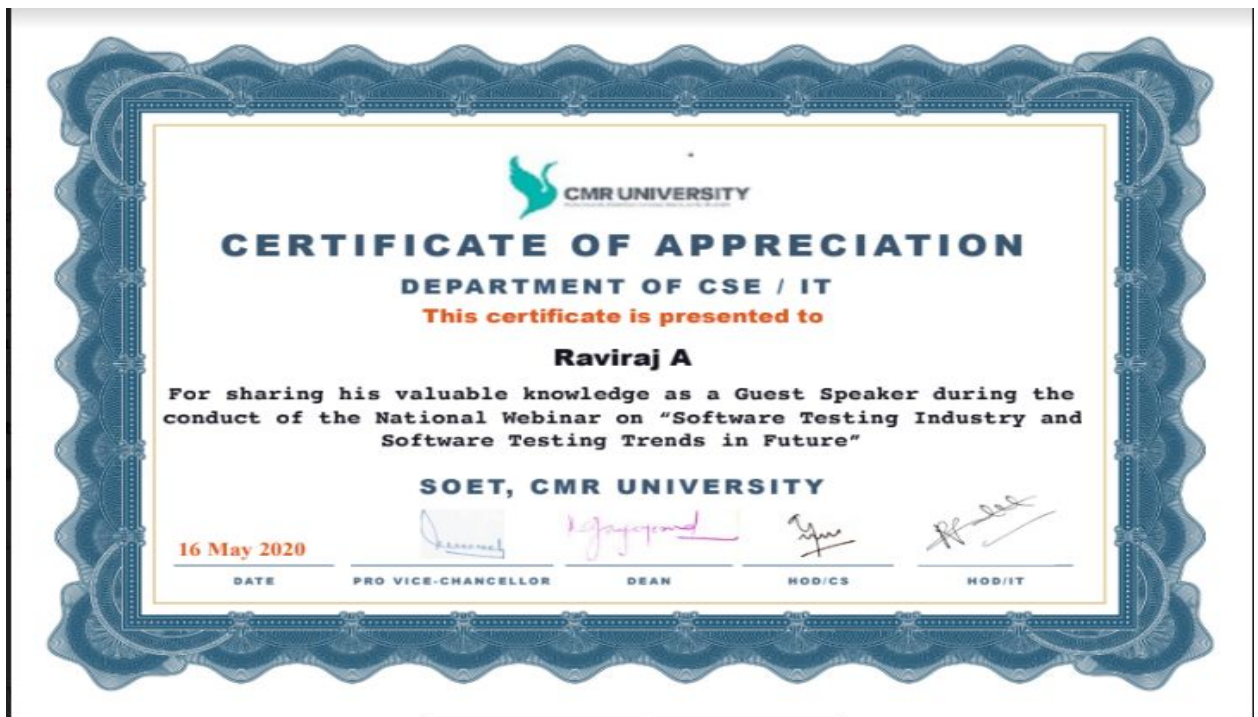 CMR UNIVERSITY
CERTIFICATE OF APPRECIATION
DEPARTMENT OF CSE / IT
This certificate is presented to
Raviraj A
For sharing his valuable knowledge as a Guest Speaker during the
conduct of the National Webinar on “Software Testing Industry and
Software Testing Trends in Future”
SOET, CMR UNIVERSITY
16 May 2020
DATE PRO VICE-CHANCELLOR DEAN HOD/CS HOD/IT